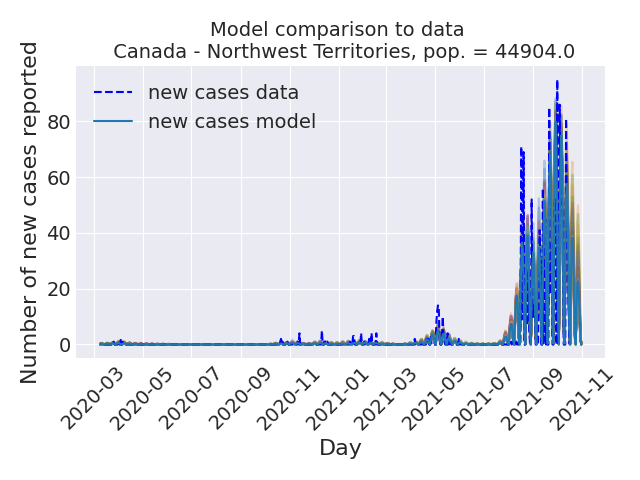 Model comparison to data
Canada - Northwest Territories, pop. = 44904.0
Number of new cases reported
new cases data
new cases model
80
60
40
20
0
2020-03
2020-05
2020-07
2020-09
2020-11
2021-01
2021-03
2021-05
2021-07
2021-09
2021-11
Day